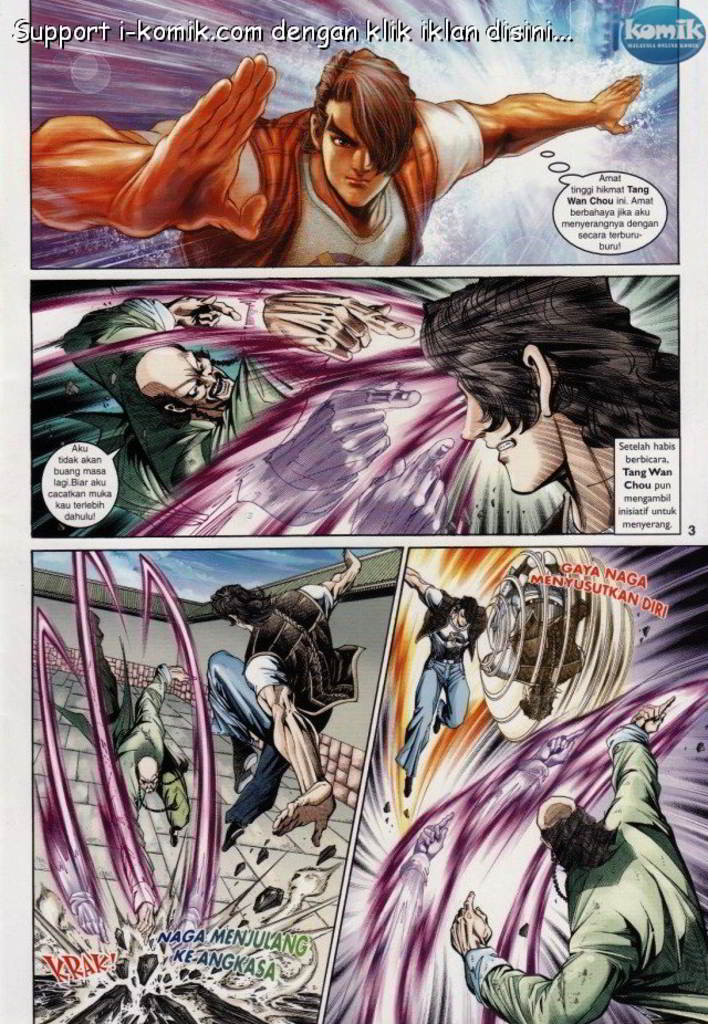 Support i-komik.com dengan klik iklan disini...
komik
MALAYSIA ONLINE KOMIK
Amat
tinggi hikmat Tang
Wan Chou ini. Amat
berbahaya jika aku
menyerangnya dengan
secara terburu-
buru!
Aku
tidak akan
buang masa
lagi.Biar aku
cacatkan muka
kau terlebih
dahulu!
Setelah habis
berbicara,
Tang Wan
Chou pun
mengambil
inisiatif untuk
menyerang.
3
KRAK!
NAGA MENJULANG
KE ANGKASA
GAYA NAGA
MENYUSUTKAN DIRI